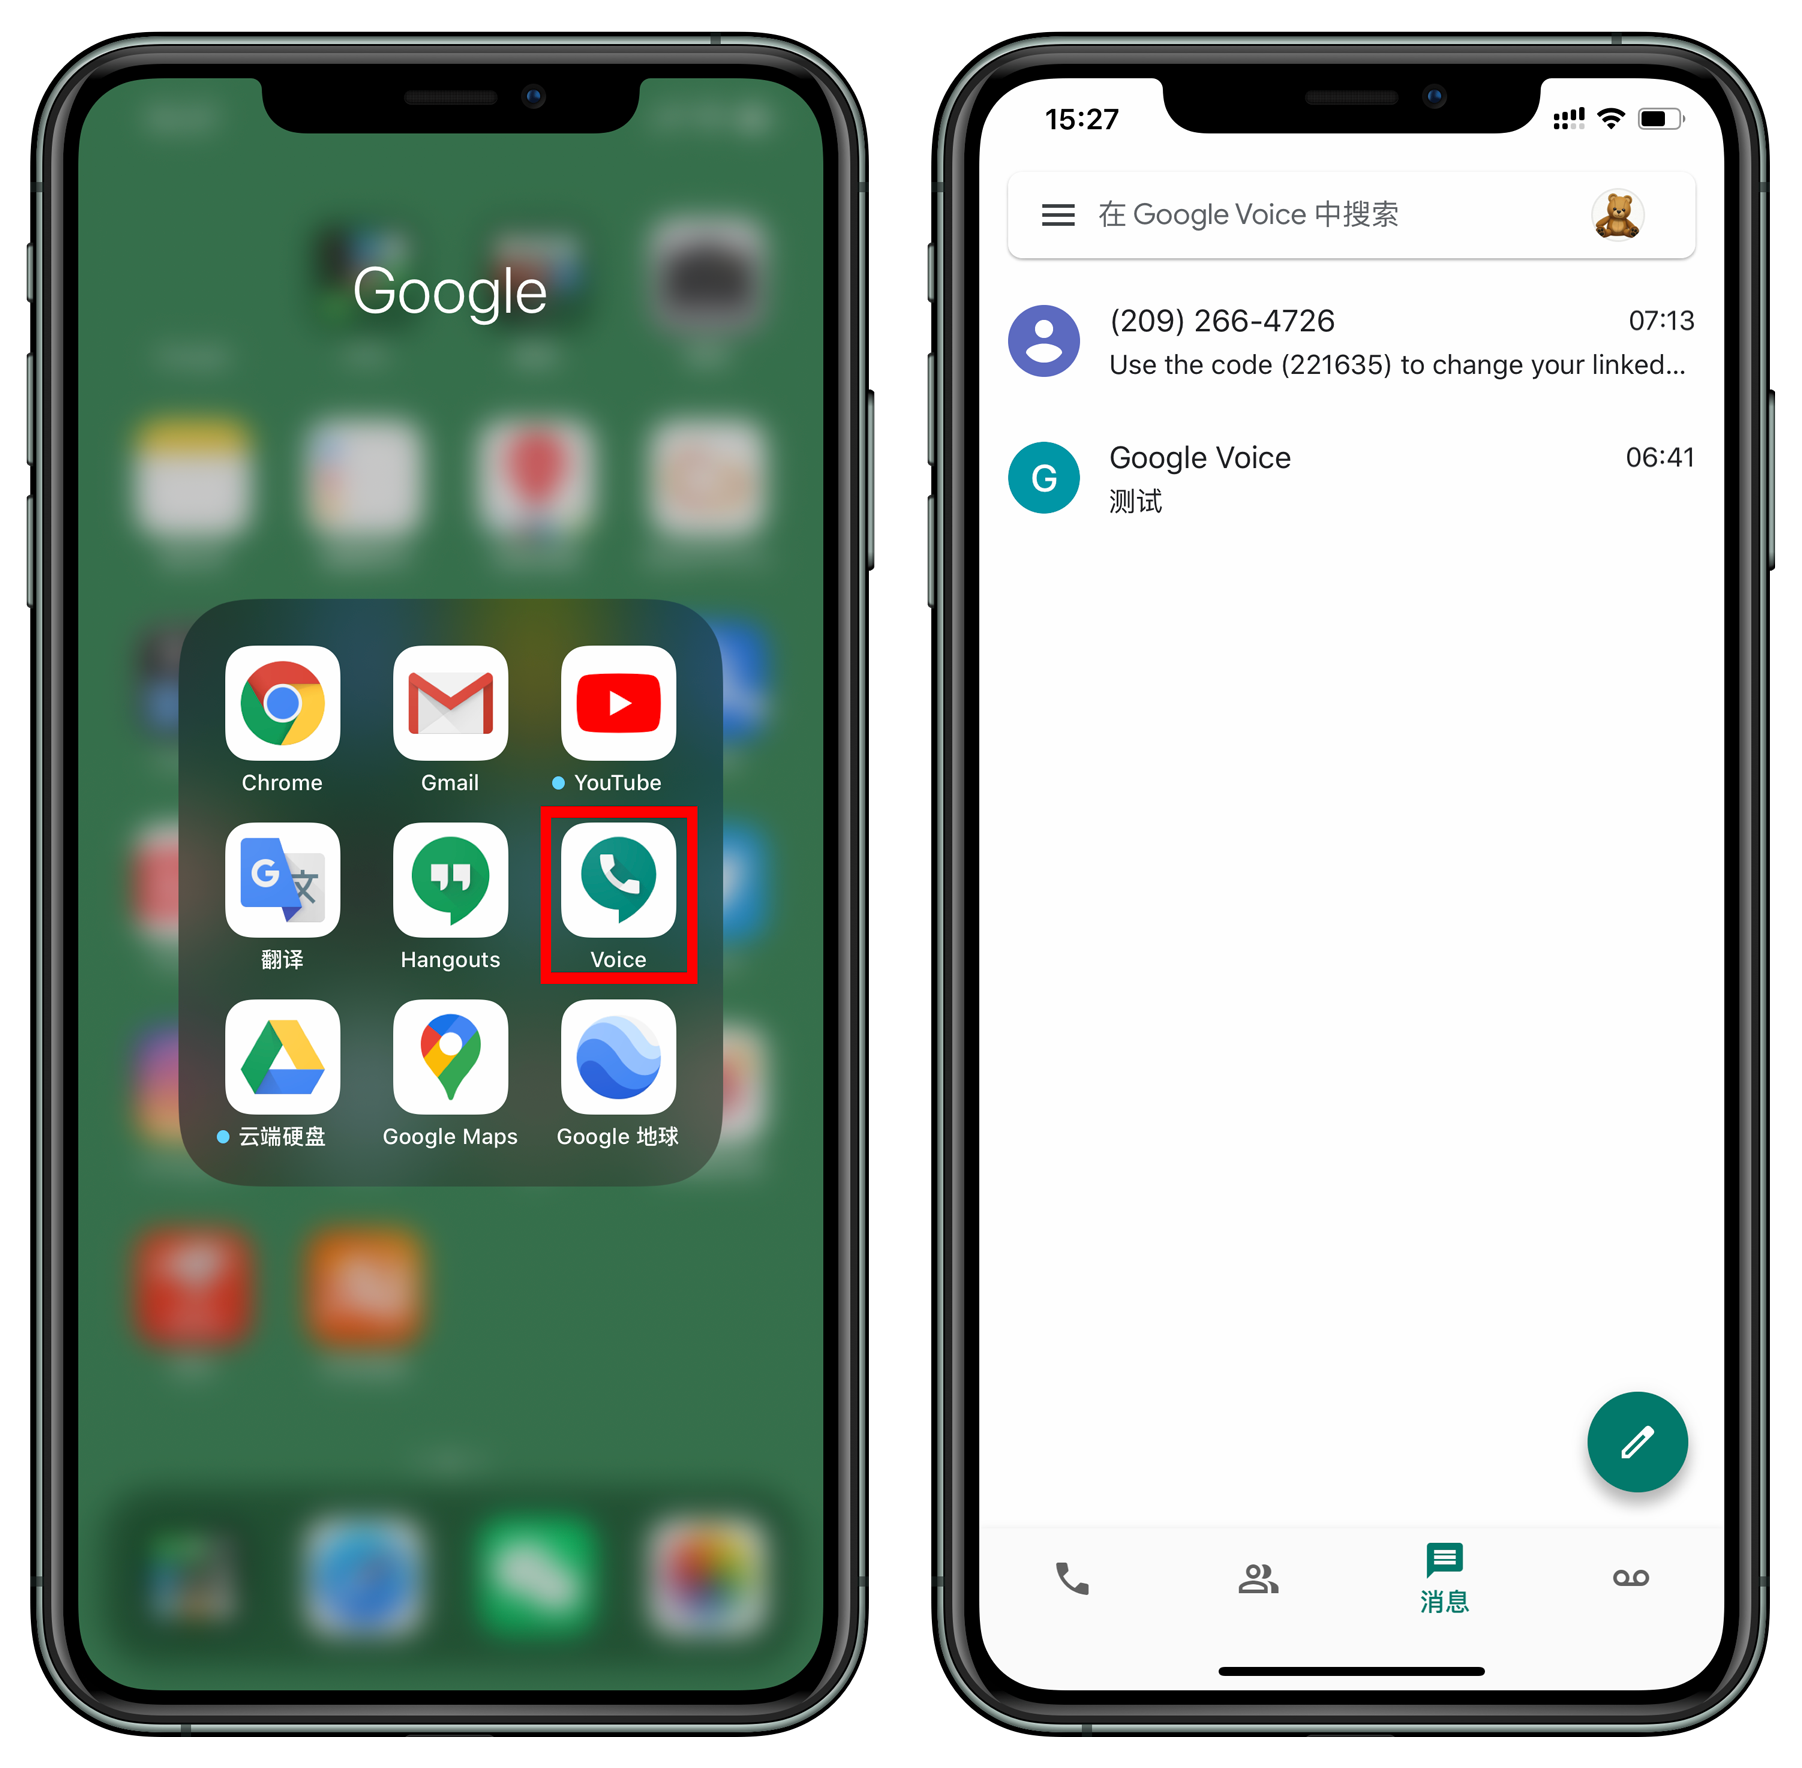 Google
Chrome
Gmail
YouTube
G 文
翻译
Hangouts
Voice
云端硬盘
Google Maps
Google 地球
15:27
在 Google Voice 中搜索
(209) 266-4726
07:13
Use the code (221635) to change your linked...
G
Google Voice
06:41
测试
消息